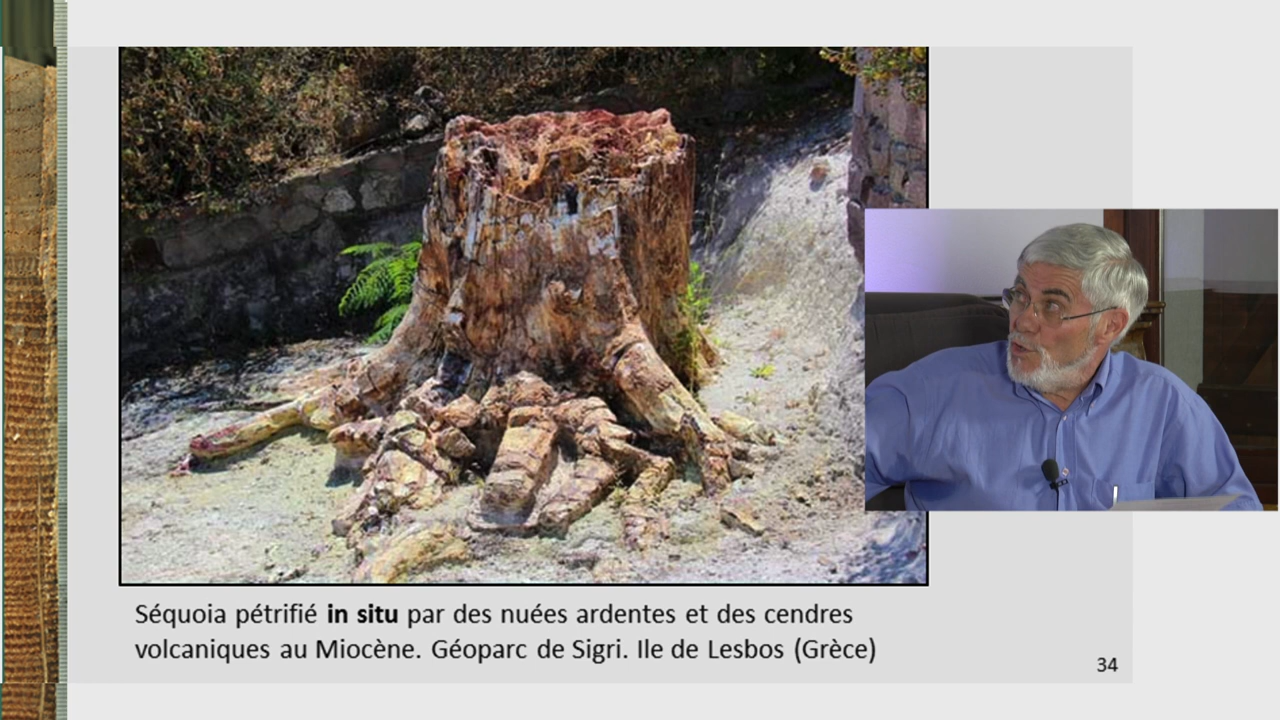 Séquoia pétrifié in situ par des nuées ardentes et des cendres
volcaniques au Miocène. Géoparc de Sigri. Ile de Lesbos (Grèce)
34